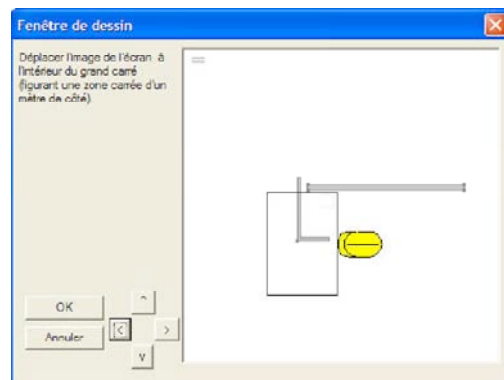 Fenêtre de dessin
Déplacer l'image de l'écran à
l'intérieur du grand carré
(figurant une zone carrée d'un
mètre de côté)
OK
^
Annuler
<
>
v